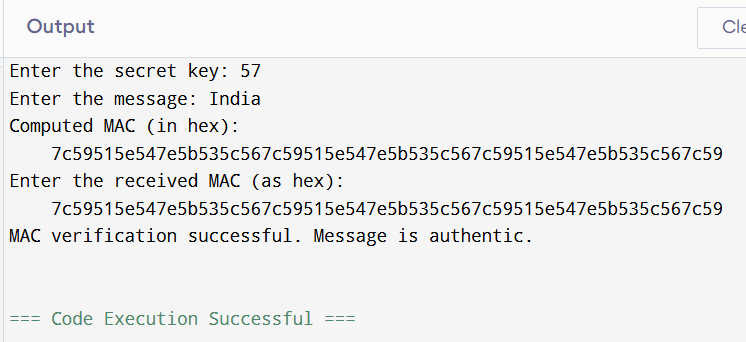 Output
Cle
Enter the secret key: 57
Enter the message: India
Computed MAC (in hex):
7c59515e547e5b535c567c59515e547e5b535c567c59515e547e5b535c567c59
Enter the received MAC (as hex):
7c59515e547e5b535c567c59515e547e5b535c567c59515e547e5b535c567c59
MAC verification successful. Message is authentic.
=== Code Execution Successful ===